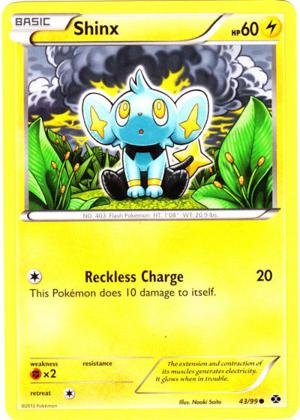 BASIC
Shinx
HP60
NO. 403 Flash Pokémon HT. 1'08" WT. 20.9 lbs.
Reckless Charge 20
This Pokémon does 10 damage to itself.
weakness resistance
×2
retreat
The extension and contraction of
its muscles generates electricity.
It glows when in trouble.
Illus. Naoki Saito 43/99
©2012 Pokémon